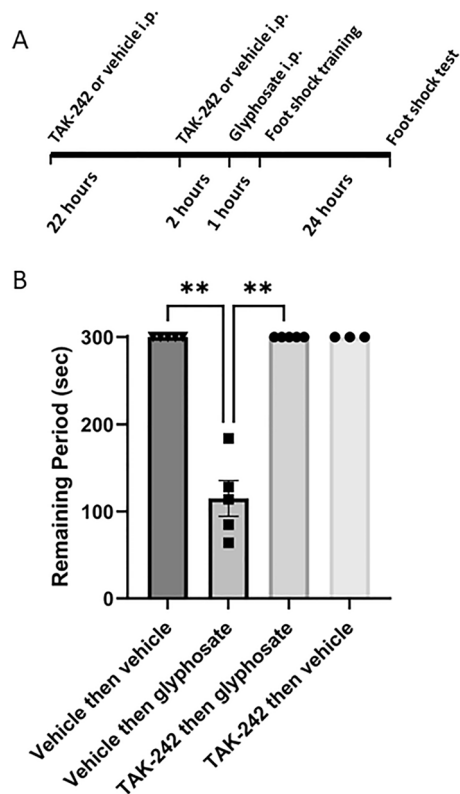 A
TAK-242 or vehicle i.p.
TAK-242 or vehicle i.p.
Glyphosate i.p.
Foot shock training
Foot shock test
22 hours
2 hours
1 hours
24 hours
B
** **
Remaining Period (sec)
300
200
100
0
Vehicle then vehicle
Vehicle then glyphosate
TAK-242 then glyphosate
TAK-242 then vehicle